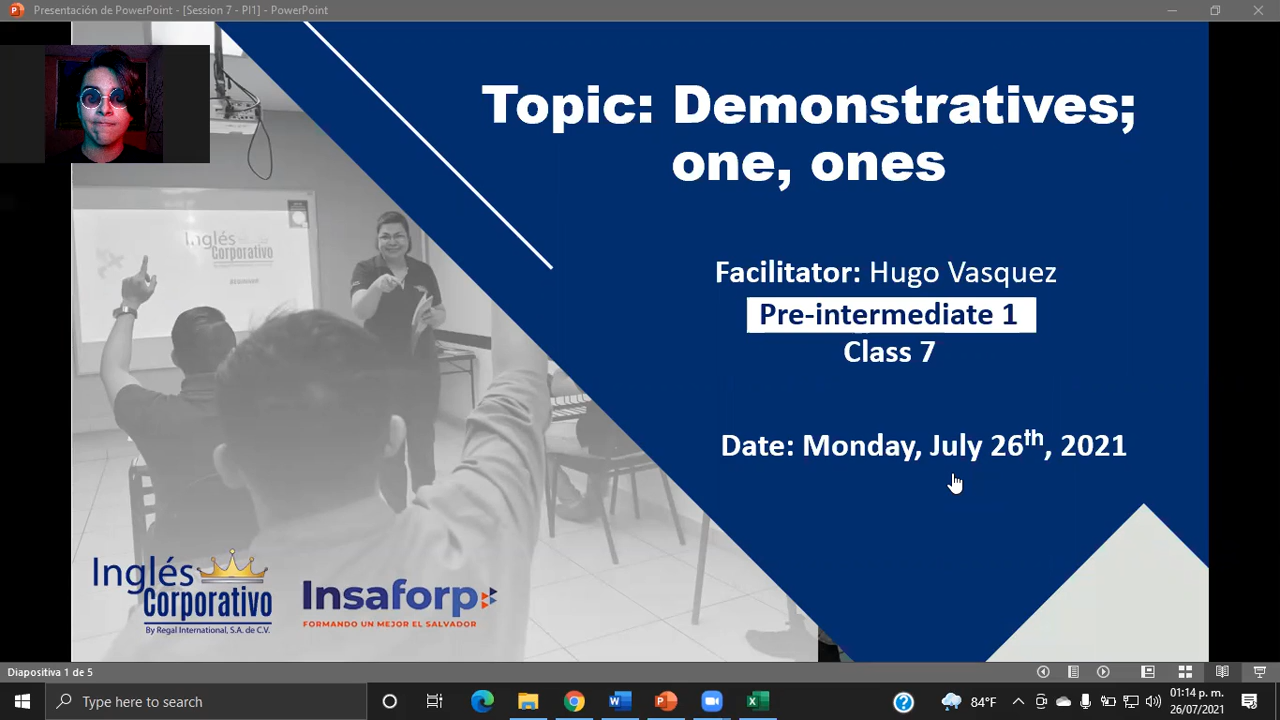 Presentación de PowerPoint - [Session 7 - PI1] - PowerPoint
Topic: Demonstratives;
one, ones
Inglés
Corporativo
Facilitator: Hugo Vasquez
Pre-intermediate 1
Class 7
Date: Monday, July 26th, 2021
Inglés
Corporativo
By Regal International, S.A. de C.V.
Insaforp
FORMANDO UN MEJOR EL SALVADOR
Diapositiva 1 de 5
Type here to search
84°F
01:14 p. m.
26/07/2021